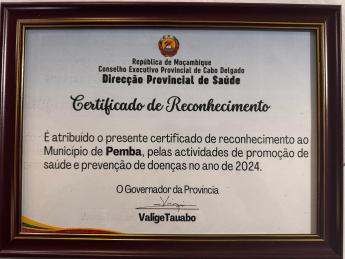 República de Moçambique
Conselho Executivo Provincial de Cabo Delgado
Direcção Provincial de Saúde
Certificado de Reconhecimento
É atribuído o presente certificado de reconhecimento ao
Município de Pemba, pelas actividades de promoção de
saúde e prevenção de doenças no ano de 2024.
O Governador da Provincia
ValigeTauabo